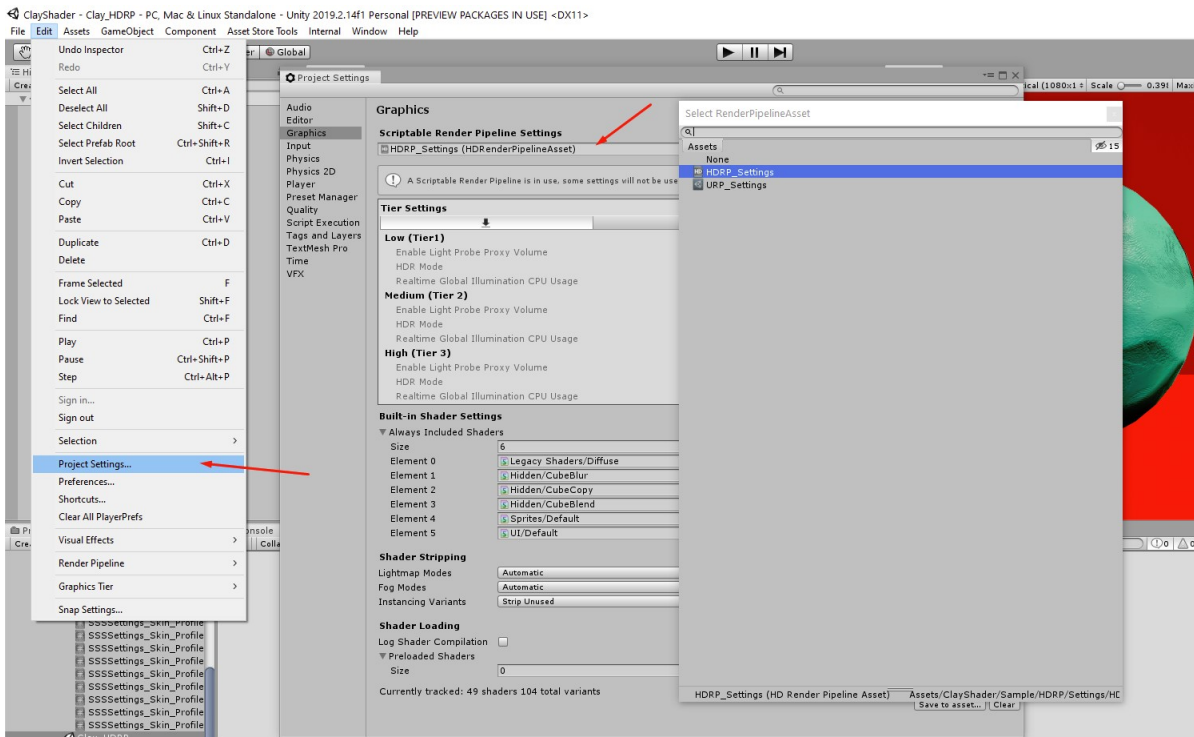 ClayShader - Clay_HDRP - PC, Mac & Linux Standalone - Unity 2019.2.14f1 Personal [PREVIEW PACKAGES IN USE] <DX11>
File Edit Assets GameObject Component Asset Store Tools Internal Window Help
Undo Inspector Ctrl+Z
Redo Ctrl+Y
Select All Ctrl+A
Deselect All Shift+D
Select Children Shift+C
Select Prefab Root Ctrl+Shift+R
Invert Selection Ctrl+I
Cut Ctrl+X
Copy Ctrl+C
Paste Ctrl+V
Duplicate Ctrl+D
Delete
Frame Selected F
Lock View to Selected Shift+F
Find Ctrl+F
Play Ctrl+P
Pause Ctrl+Shift+P
Step Ctrl+Alt+P
Sign in...
Sign out
Selection >
Project Settings...
Preferences...
Shortcuts...
Clear All PlayerPrefs
Visual Effects >
Render Pipeline >
Graphics Tier >
Snap Settings...
SSSSettings_Skin_Profile
SSSSettings_Skin_Profile
SSSSettings_Skin_Profile
SSSSettings_Skin_Profile
SSSSettings_Skin_Profile
SSSSettings_Skin_Profile
SSSSettings_Skin_Profile
SSSSettings_Skin_Profile
SSSSettings_Skin_Profile
Clay_HDRP
Global
Project Settings
Audio
Editor
Graphics
Input
Physics
Physics 2D
Player
Preset Manager
Quality
Script Execution
Tags and Layers
TextMesh Pro
Time
VFX
Graphics
Scriptable Render Pipeline Settings
HDRP_Settings (HDRenderPipelineAsset)
A Scriptable Render Pipeline is in use, some settings will not be use
Tier Settings
Low (Tier1)
Enable Light Probe Proxy Volume
HDR Mode
Realtime Global Illumination CPU Usage
Medium (Tier 2)
Enable Light Probe Proxy Volume
HDR Mode
Realtime Global Illumination CPU Usage
High (Tier 3)
Enable Light Probe Proxy Volume
HDR Mode
Realtime Global Illumination CPU Usage
Built-in Shader Settings
Always Included Shaders
Size 6
Element 0 Legacy Shaders/Diffuse
Element 1 Hidden/CubeBlur
Element 2 Hidden/CubeCopy
Element 3 Hidden/CubeBlend
Element 4 Sprites/Default
Element 5 UI/Default
Shader Stripping
Lightmap Modes Automatic
Fog Modes Automatic
Instancing Variants Strip Unused
Shader Loading
Log Shader Compilation
Preloaded Shaders
Size 0
Currently tracked: 49 shaders 104 total variants
Save to asset... Clear
Select RenderPipelineAsset
Assets 15
None
HDRP_Settings
URP_Settings
HDRP_Settings (HD Render Pipeline Asset) Assets/ClayShader/Sample/HDRP/Settings/HD
Scale 0.391